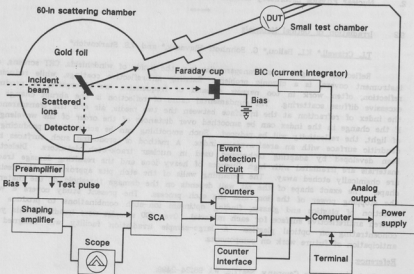 60-in scattering chamber
DUT
Small test chamber
Gold foil
Faraday cup
BIC (current integrator)
Incident
beam
Bias
Scattered
ions
Detector
Event
detection
circuit
Preamplifier
Counters
Bias
Test pulse
Analog
output
Shaping
amplifier
SCA
Computer
Power
supply
Scope
Counter
interface
Terminal